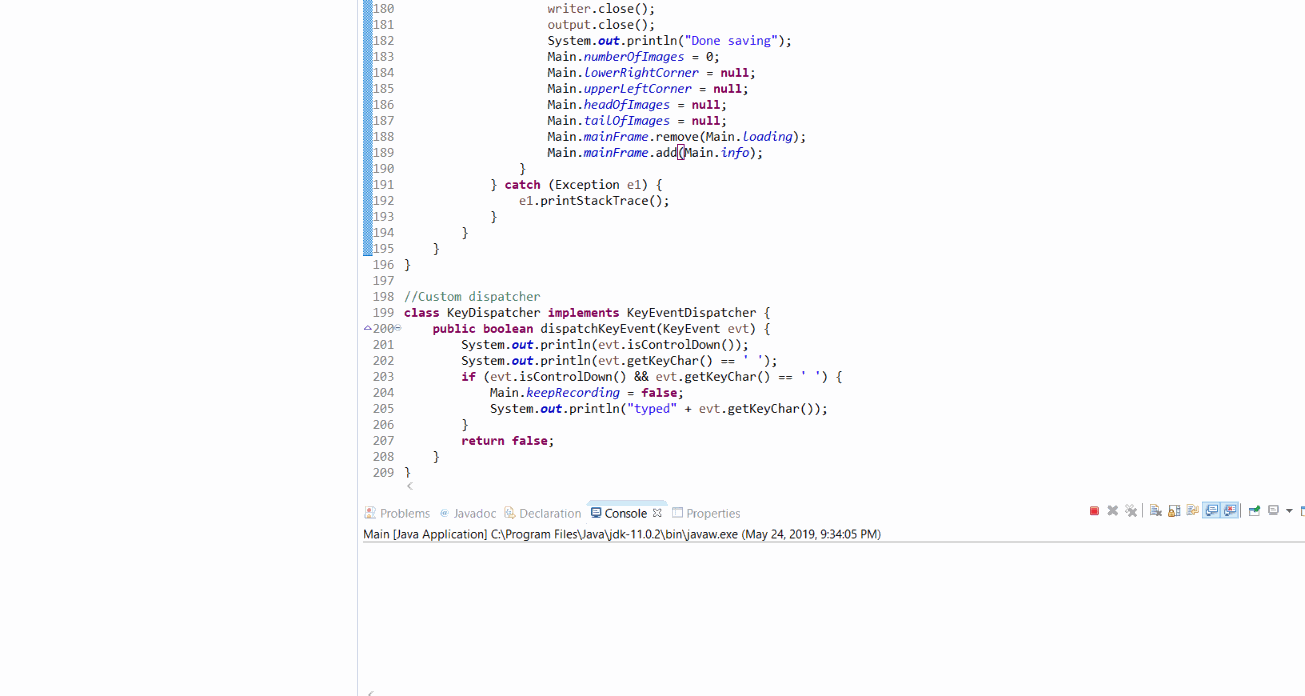 180                     writer.close();
181                     output.close();
182                     System.out.println("Done saving");
183                     Main.numberOfImages = 0;
184                     Main.lowerRightCorner = null;
185                     Main.upperLeftCorner = null;
186                     Main.headOfImages = null;
187                     Main.tailOfImages = null;
188                     Main.mainFrame.remove(Main.loading);
189                     Main.mainFrame.add(Main.info);
190                 }
191             } catch (Exception e1) {
192                 e1.printStackTrace();
193             }
194         }
195     }
196 }
197
198 //Custom dispatcher
199 class KeyDispatcher implements KeyEventDispatcher {
200     public boolean dispatchKeyEvent(KeyEvent evt) {
201         System.out.println(evt.isControlDown());
202         System.out.println(evt.getKeyChar() == ' ');
203         if (evt.isControlDown() && evt.getKeyChar() == ' ') {
204             Main.keepRecording = false;
205             System.out.println("typed" + evt.getKeyChar());
206         }
207         return false;
208     }
209 }
Problems @ Javadoc Declaration Console Properties
Main [Java Application] C:\Program Files\Java\jdk-11.0.2\bin\javaw.exe (May 24, 2019, 9:34:05 PM)